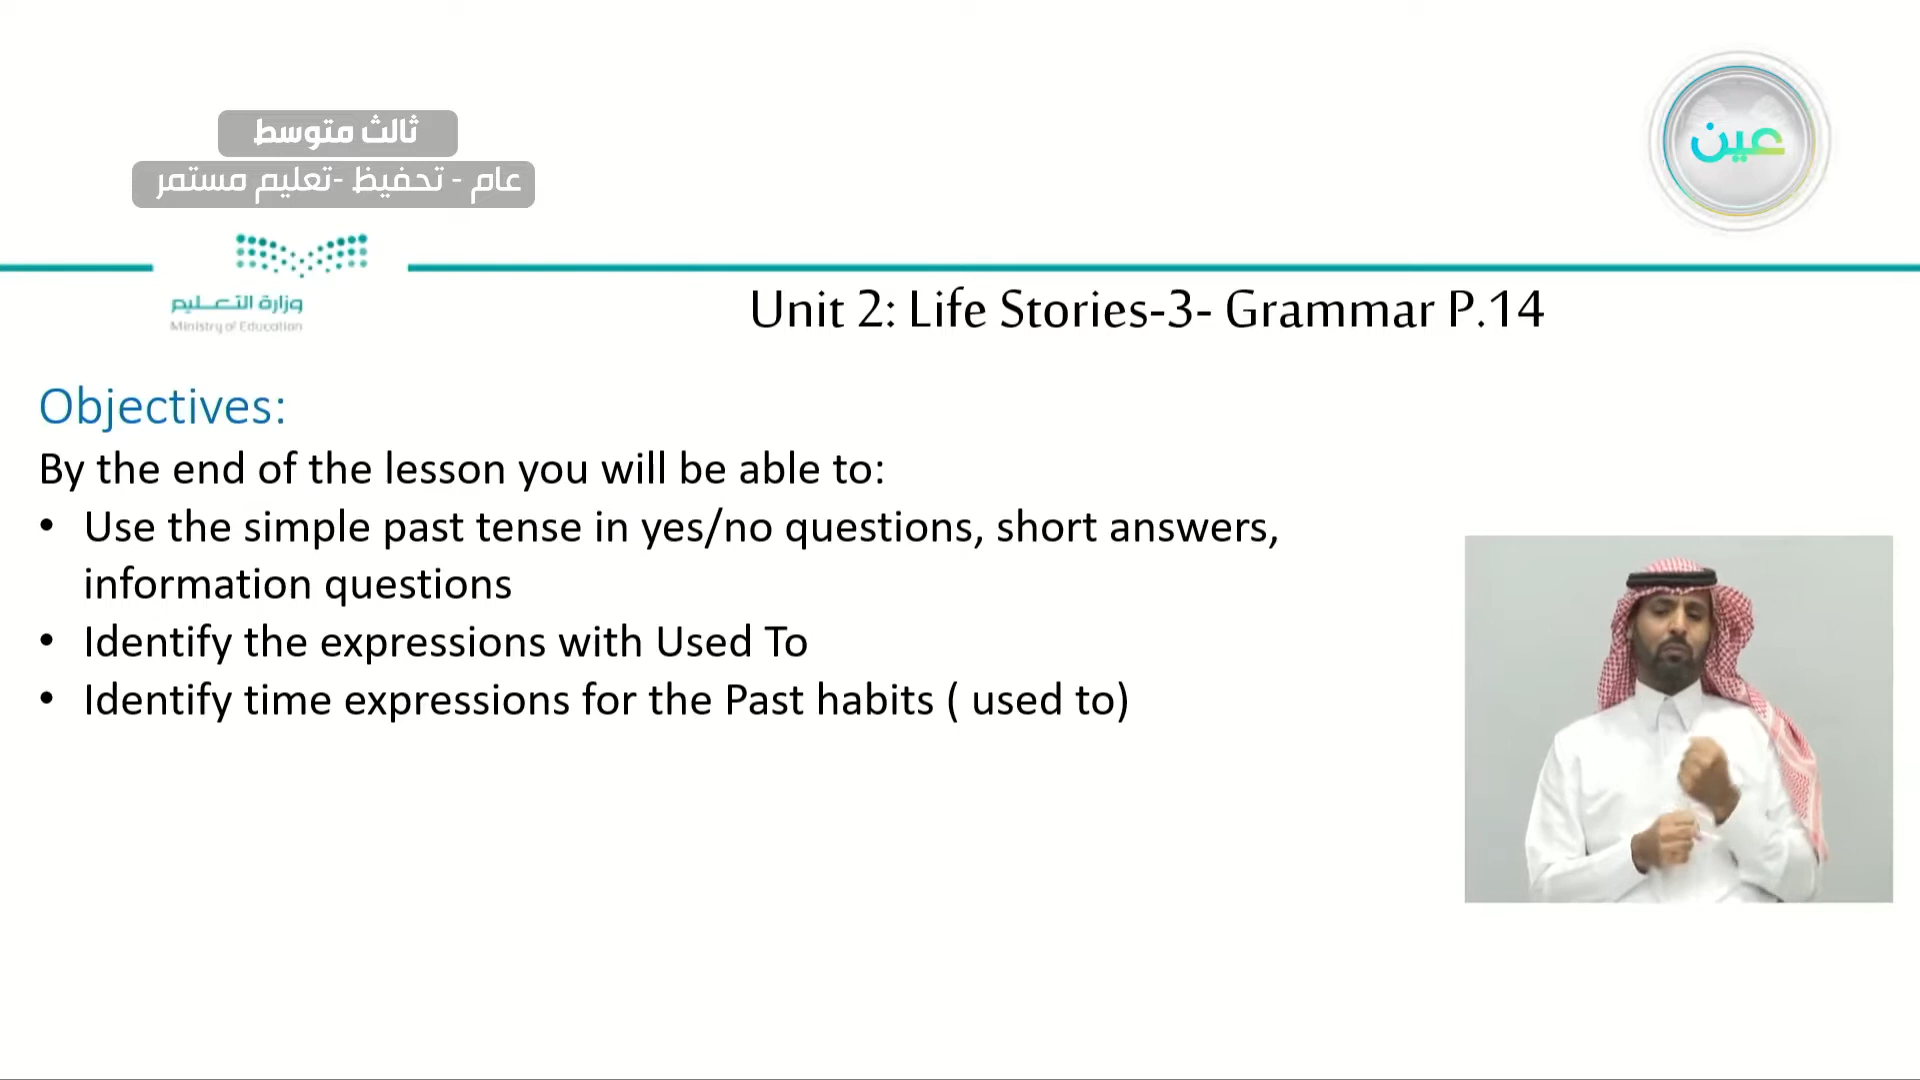 ثالث متوسط
عام - تحفيظ -تعليم مستمر
عين
وزارة التعليم
Ministry of Education
Unit 2: Life Stories-3- Grammar P.14
Objectives:
By the end of the lesson you will be able to:
• Use the simple past tense in yes/no questions, short answers,
information questions
• Identify the expressions with Used To
• Identify time expressions for the Past habits ( used to)